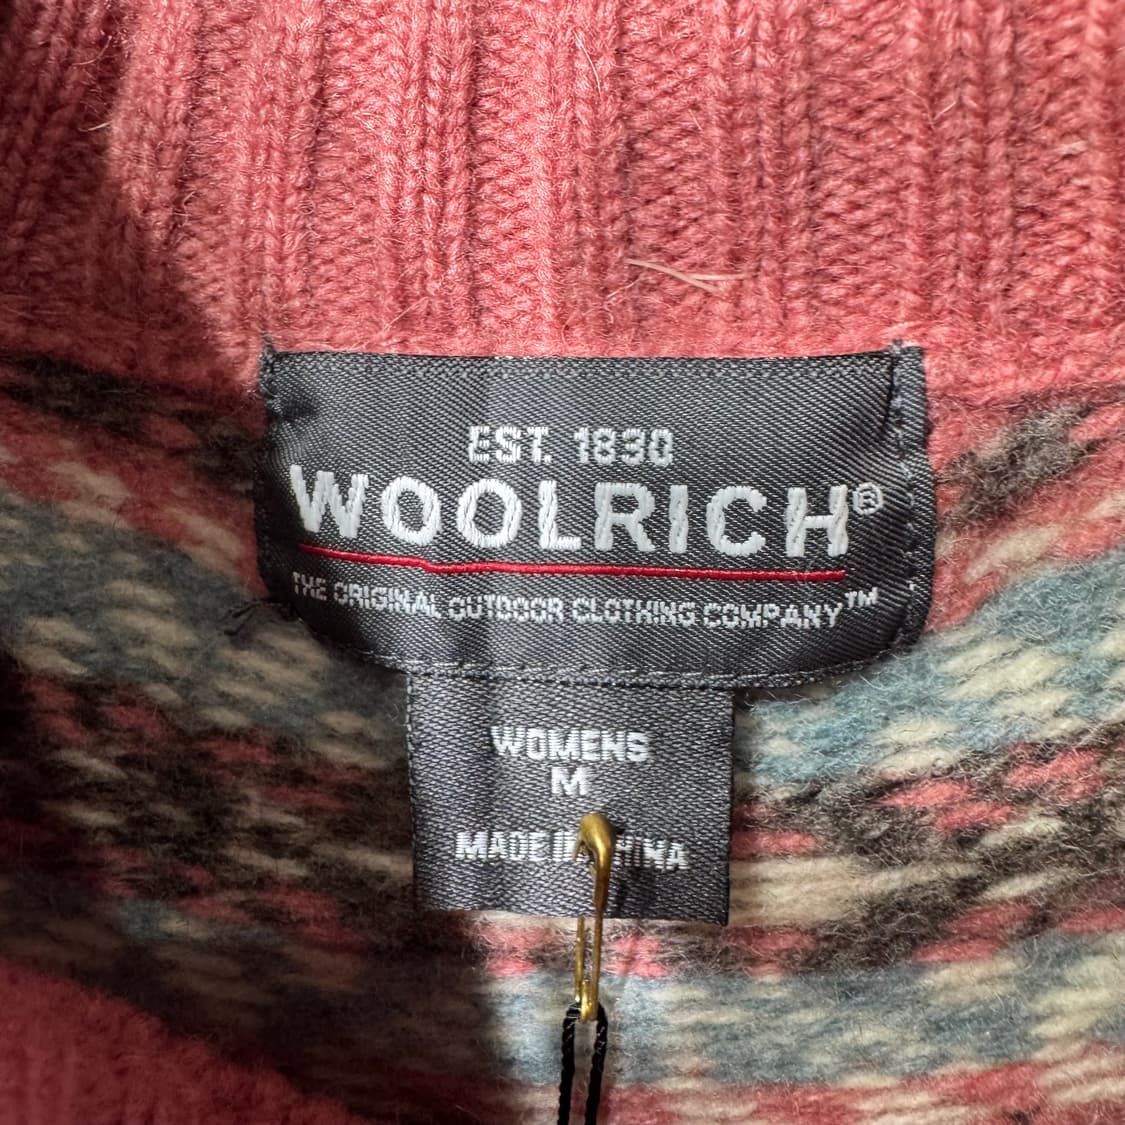 EST. 1830
WOOLRICH®
THE ORIGINAL OUTDOOR CLOTHING COMPANY™
WOMENS
M
MADE IN CHINA